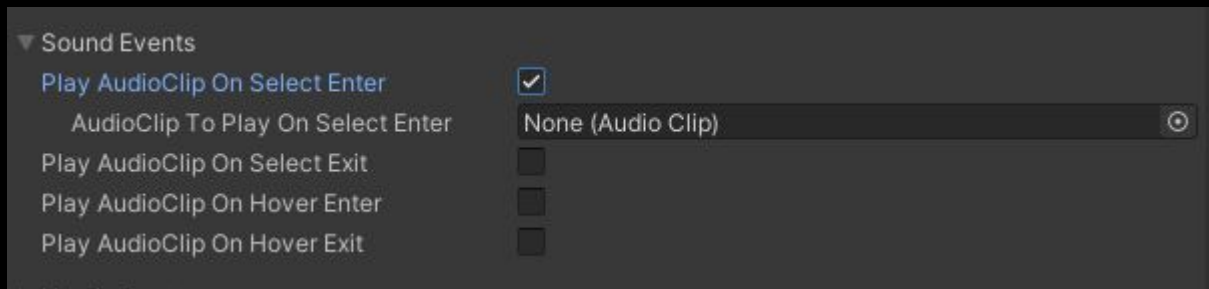 Sound Events
Play AudioClip On Select Enter
AudioClip To Play On Select Enter None (Audio Clip)
Play AudioClip On Select Exit
Play AudioClip On Hover Enter
Play AudioClip On Hover Exit